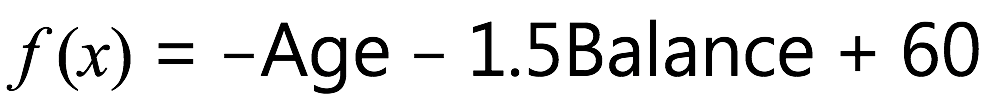 f(x) = −Age − 1.5Balance + 60